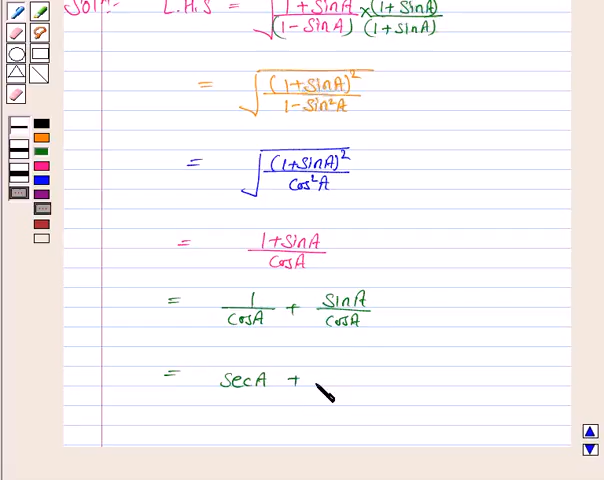 Soln:- L.H.S = √(1+SinA)/(1-SinA) × (1+SinA)/(1+SinA)
= √(1+SinA)²/1-Sin²A
= √(1+SinA)²/Cos²A
= 1+SinA/CosA
= 1/CosA + SinA/CosA
= SecA +